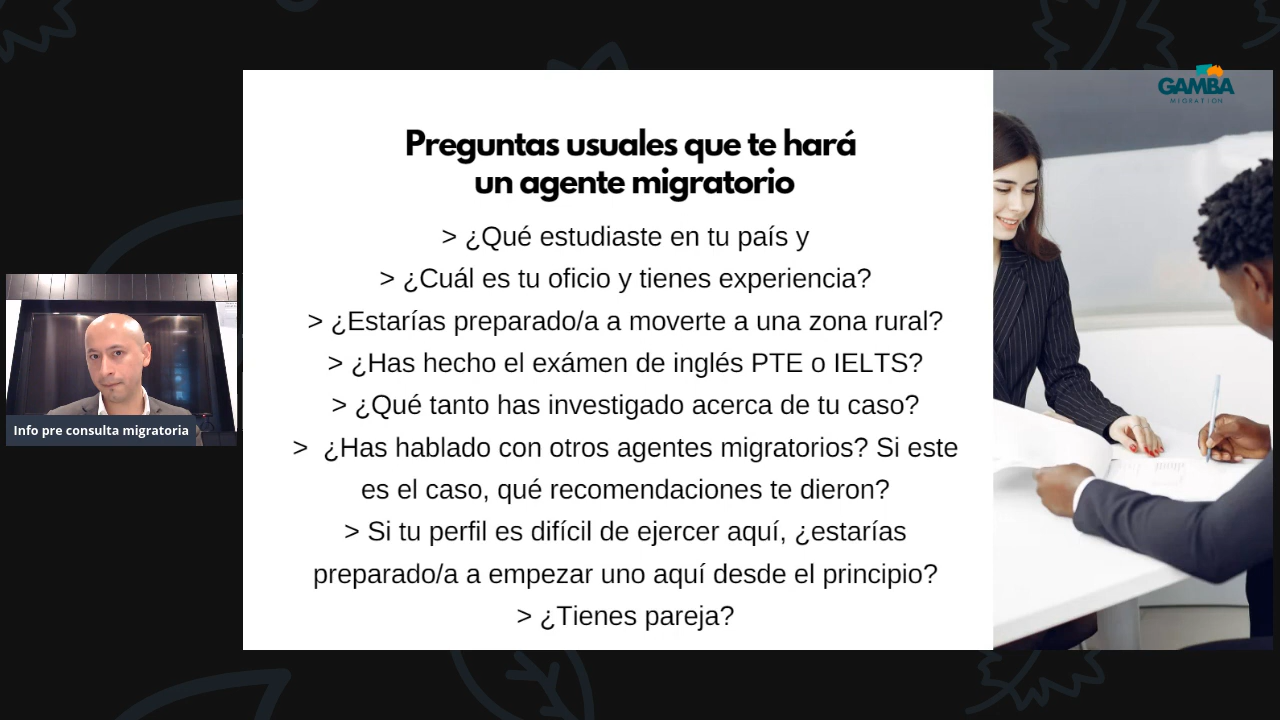 GAMBA
MIGRATION
Preguntas usuales que te hará
un agente migratorio
> ¿Qué estudiaste en tu país y
> ¿Cuál es tu oficio y tienes experiencia?
> ¿Estarías preparado/a a moverte a una zona rural?
> ¿Has hecho el exámen de inglés PTE o IELTS?
> ¿Qué tanto has investigado acerca de tu caso?
> ¿Has hablado con otros agentes migratorios? Si este
es el caso, qué recomendaciones te dieron?
> Si tu perfil es difícil de ejercer aquí, ¿estarías
preparado/a a empezar uno aquí desde el principio?
> ¿Tienes pareja?
Info pre consulta migratoria